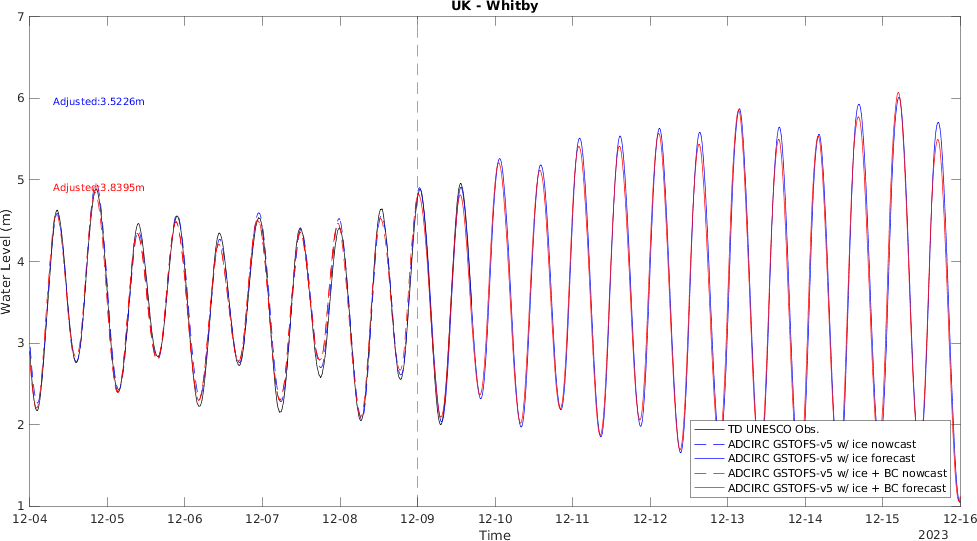 UK - Whitby
7
6
5
4
3
2
1
Water Level (m)
Adjusted:3.5226m
Adjusted:3.8395m
TD UNESCO Obs.
ADCIRC GSTOFS-v5 w/ ice nowcast
ADCIRC GSTOFS-v5 w/ ice forecast
ADCIRC GSTOFS-v5 w/ ice + BC nowcast
ADCIRC GSTOFS-v5 w/ ice + BC forecast
12-04 12-05 12-06 12-07 12-08 12-09 12-10 12-11 12-12 12-13 12-14 12-15 12-16
Time
2023